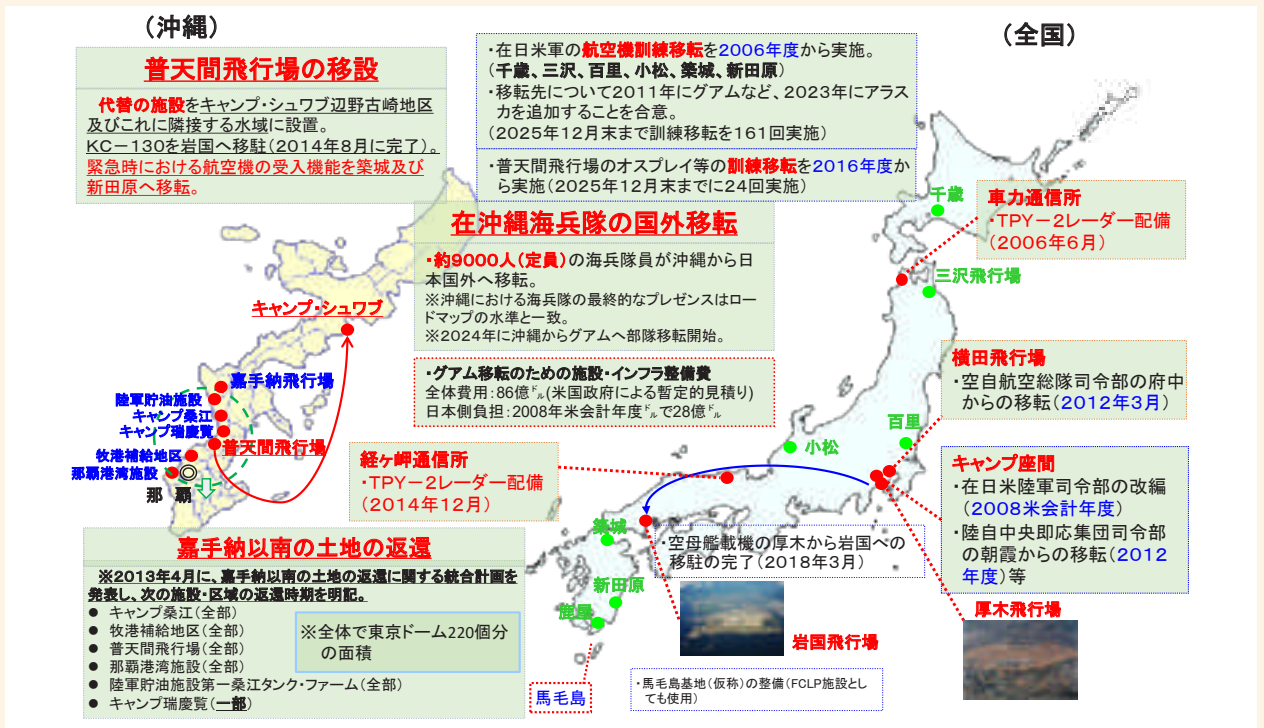 (沖縄)
普天間飛行場の移設
代替の施設をキャンプ・シュワブ辺野古崎地区
及びこれに隣接する水域に設置。
KC-130を岩国へ移駐(2014年8月に完了)。
緊急時における航空機の受入機能を築城及び
新田原へ移転。
(全国)
・在日米軍の航空機訓練移転を2006年度から実施。
(千歳、三沢、百里、小松、築城、新田原)
・移転先について2011年にグアムなど、2023年にアラス
カを追加することを合意。
(2025年12月末まで訓練移転を161回実施)
・普天間飛行場のオスプレイ等の訓練移転を2016年度か
ら実施(2025年12月末までに24回実施)
在沖縄海兵隊の国外移転
・約9000人(定員)の海兵隊員が沖縄から日
本国外へ移転。
※沖縄における海兵隊の最終的なプレゼンスはロー
ドマップの水準と一致。
※2024年に沖縄からグアムへ部隊移転開始。
・グアム移転のための施設・インフラ整備費
全体費用:86億㌦(米国政府による暫定的見積り)
日本側負担:2008年米会計年度㌦で28億㌦
キャンプ・シュワブ
嘉手納飛行場
陸軍貯油施設
キャンプ桑江
キャンプ瑞慶覧
普天間飛行場
牧港補給地区
那覇港湾施設
那覇
千歳
車力通信所
・TPY-2レーダー配備
(2006年6月)
三沢飛行場
横田飛行場
・空自航空総隊司令部の府中
からの移転(2012年3月)
百里
小松
キャンプ座間
・在日米陸軍司令部の改編
(2008米会計年度)
・陸自中央即応集団司令部
の朝霞からの移転(2012
年度)等
経ヶ岬通信所
・TPY-2レーダー配備
(2014年12月)
築城
・空母艦載機の厚木から岩国への
移駐の完了(2018年3月)
新田原
鹿屋
岩国飛行場
厚木飛行場
馬毛島
・馬毛島基地(仮称)の整備(FCLP施設とし
ても使用)
嘉手納以南の土地の返還
※2013年4月に、嘉手納以南の土地の返還に関する統合計画を
発表し、次の施設・区域の返還時期を明記。
● キャンプ桑江(全部)
● 牧港補給地区(全部)
● 普天間飛行場(全部)
● 那覇港湾施設(全部)
● 陸軍貯油施設第一桑江タンク・ファーム(全部)
● キャンプ瑞慶覧(一部)
※全体で東京ドーム220個分
の面積